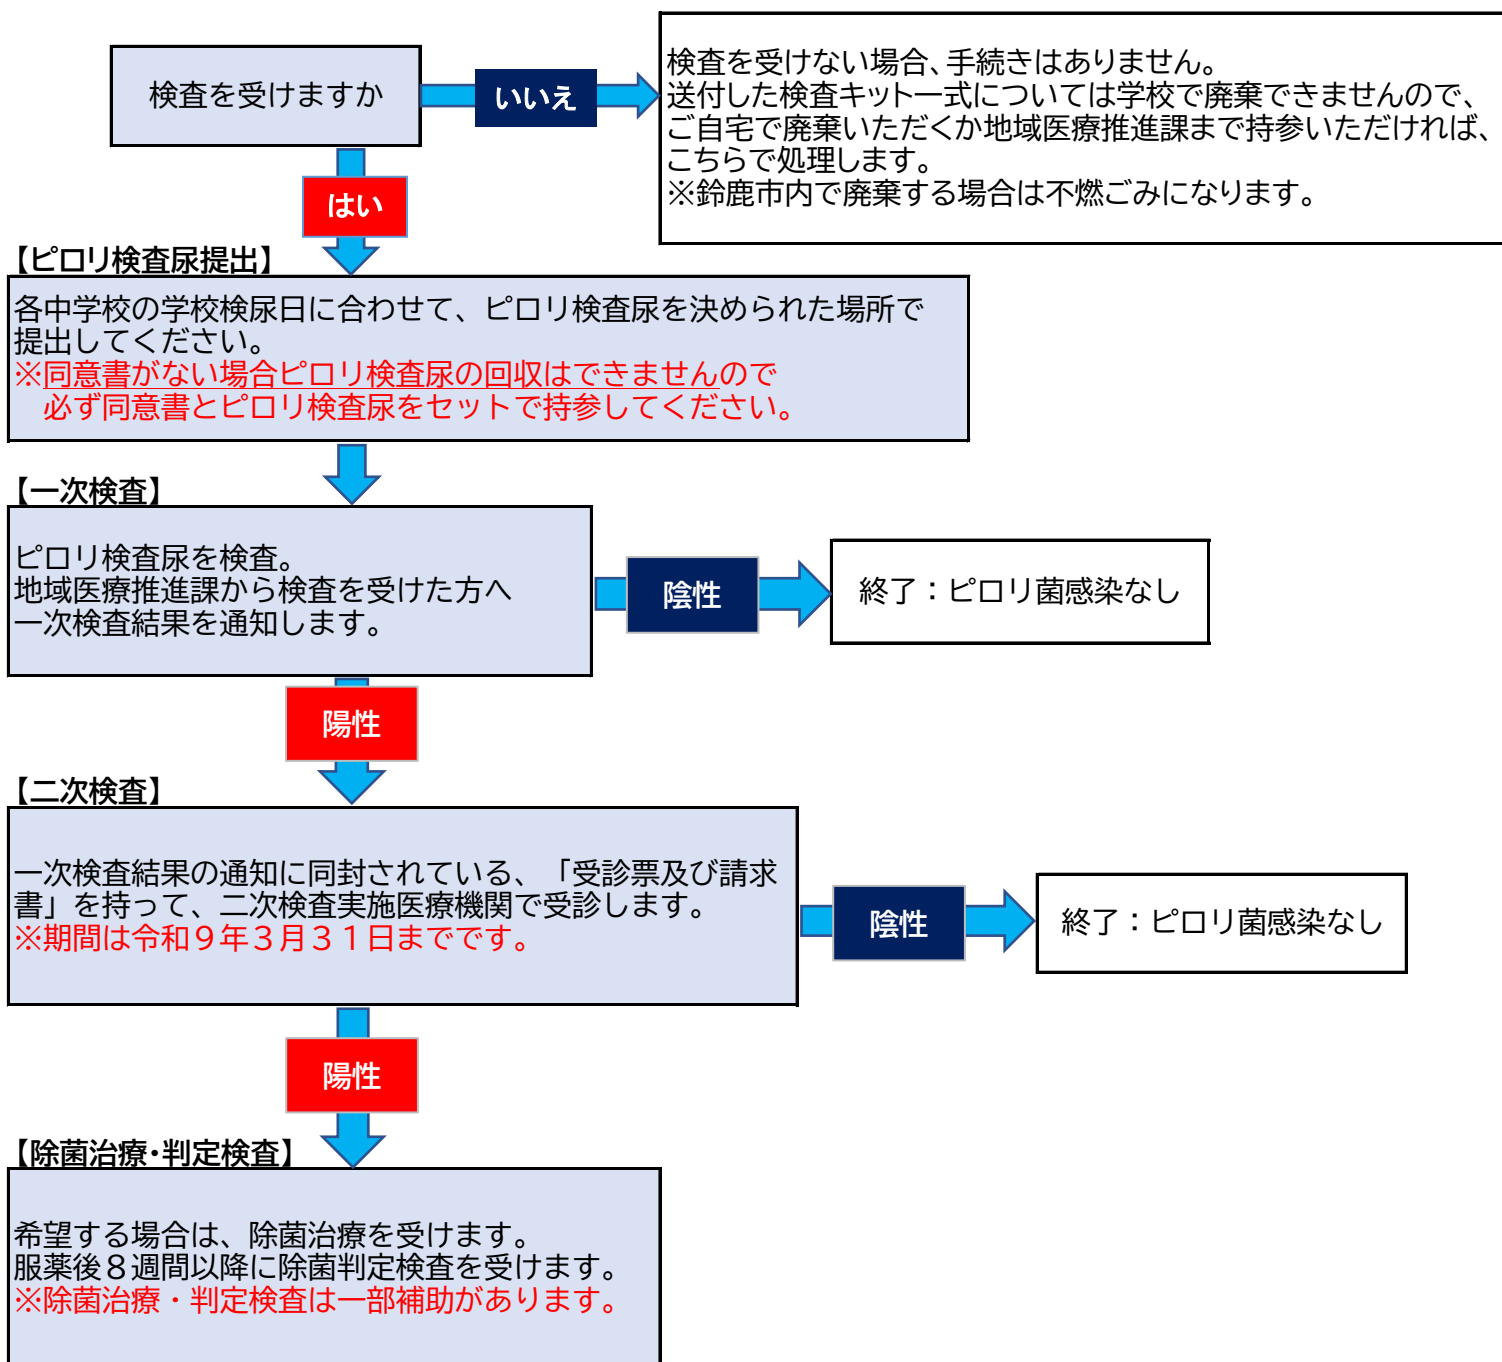 検査を受けますか
いいえ
検査を受けない場合、手続きはありません。
送付した検査キット一式については学校で廃棄できませんので、
ご自宅で廃棄いただくか地域医療推進課まで持参いただければ、
こちらで処理します。
※鈴鹿市内で廃棄する場合は不燃ごみになります。
はい
【ピロリ検査尿提出】
各中学校の学校検尿日に合わせて、ピロリ検査尿を決められた場所で
提出してください。
※同意書がない場合ピロリ検査尿の回収はできませんので
必ず同意書とピロリ検査尿をセットで持参してください。
【一次検査】
ピロリ検査尿を検査。
地域医療推進課から検査を受けた方へ
一次検査結果を通知します。
陰性
終了：ピロリ菌感染なし
陽性
【二次検査】
一次検査結果の通知に同封されている、「受診票及び請求
書」を持って、二次検査実施医療機関で受診します。
※期間は令和９年３月３１日までです。
陰性
終了：ピロリ菌感染なし
陽性
【除菌治療・判定検査】
希望する場合は、除菌治療を受けます。
服薬後８週間以降に除菌判定検査を受けます。
※除菌治療・判定検査は一部補助があります。